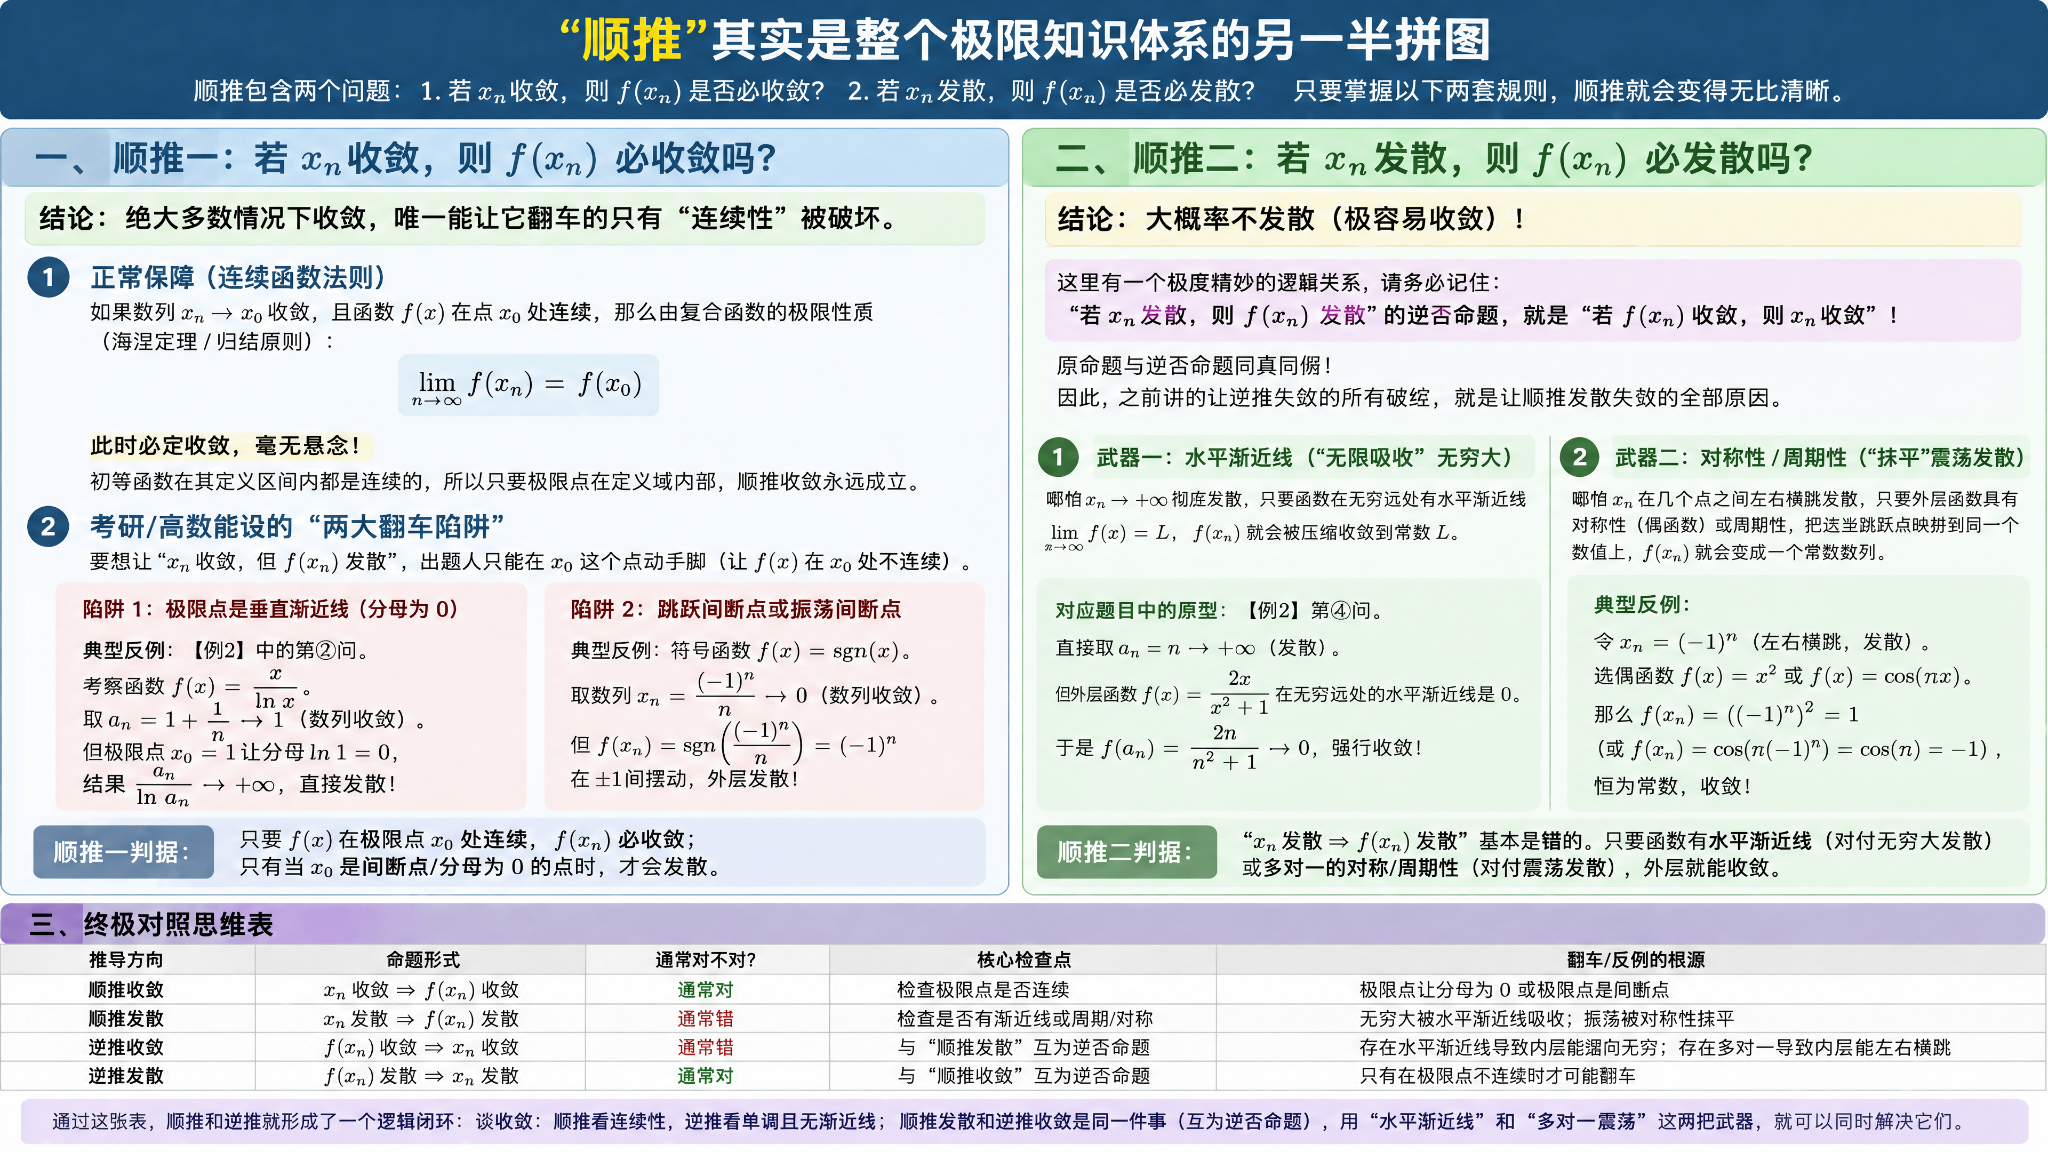 “顺推”其实是整个极限知识体系的另一半拼图
顺推包含两个问题：1. 若 xₙ 收敛，则 f(xₙ) 是否必收敛？ 2. 若 xₙ 发散，则 f(xₙ) 是否必发散？ 只要掌握以下两套规则，顺推就会变得无比清晰。
一、顺推一：若 xₙ 收敛，则 f(xₙ) 必收敛吗？
结论：绝大多数情况下收敛，唯一能让它翻车的只有“连续性”被破坏。
1 正常保障（连续函数法则）
如果数列 xₙ → x₀ 收敛，且函数 f(x) 在点 x₀ 处连续，那么由复合函数的极限性质
（海涅定理 / 归结原则）：
lim_{n→∞} f(xₙ) = f(x₀)
此时必定收敛，毫无悬念！
初等函数在其定义区间内都是连续的，所以只要极限点在定义域内部，顺推收敛永远成立。
2 考研/高数能设的“两大翻车陷阱”
要想让“xₙ 收敛，但 f(xₙ) 发散”，出题人只能在 x₀ 这个点动手脚（让 f(x) 在 x₀ 处不连续）。
陷阱 1：极限点是垂直渐近线（分母为 0）
典型反例：【例2】中的第②问。
考察函数 f(x) = x / ln x。
取 aₙ = 1 + 1/n → 1（数列收敛）。
但极限点 x₀ = 1 让分母 ln 1 = 0，
结果 aₙ / ln aₙ → +∞，直接发散！
陷阱 2：跳跃间断点或振荡间断点
典型反例：符号函数 f(x) = sgn(x)。
取数列 xₙ = (−1)ⁿ / n → 0（数列收敛）。
但 f(xₙ) = sgn((−1)ⁿ / n) = (−1)ⁿ
在 ±1间摆动，外层发散！
顺推一判据：
只要 f(x) 在极限点 x₀ 处连续，f(xₙ) 必收敛；
只有当 x₀ 是间断点/分母为 0 的点时，才会发散。
二、顺推二：若 xₙ 发散，则 f(xₙ) 必发散吗？
结论：大概率不发散（极容易收敛）！
这里有一个极度精妙的逻辑关系，请务必记住：
“若 xₙ 发散，则 f(xₙ) 发散”的逆否命题，就是“若 f(xₙ) 收敛，则 xₙ 收敛”！
原命题与逆否命题同真同！
因此，之前讲的让逆推失敛的所有破绽，就是让顺推发散失敛的全部原因。
1 武器一：水平渐近线（“无限吸收”无穷大）
怕 xₙ → +∞ 彻底发散，只要函数在无穷远处有水平渐近线
lim_{x→∞} f(x) = L，f(xₙ) 就会被压缩收敛到常数 L。
对应题目中的原型：【例2】第④问。
直接取 aₙ = n → +∞（发散）。
但外层函数 f(x) = 2x / (x² + 1) 在无穷远处的水平渐近线是 0。
于是 f(aₙ) = 2n / (n² + 1) → 0，强行收敛！
2 武器二：对称性 / 周期性（“抹平”震荡发散）
怕 xₙ 在几个点之间左右横跳发散，只要外层函数具有
对称性（偶函数）或周期性，把跳跃点映到同一个
数值上，f(xₙ) 就会变成一个常数数列。
典型反例：
令 xₙ = (−1)ⁿ（左右横跳，发散）。
选偶函数 f(x) = x² 或 f(x) = cos(πx)。
那么 f(xₙ) = ((−1)ⁿ)² = 1
（或 f(xₙ) = cos(π(−1)ⁿ) = cos(π) = −1），
恒为常数，收敛！
顺推二判据：
“xₙ 发散 ⇒ f(xₙ) 发散”基本是错的。只要函数有水平渐近线（对付无穷大发散）
或多对一的对称/周期性（对付震荡发散），外层就能收敛。
三、终极对照思维表
推导方向 命题形式 通常对不对？ 核心检查点 翻车/反例的根源
顺推收敛 xₙ 收敛 ⇒ f(xₙ) 收敛 通常对 检查极限点是否连续 极限点让分母为 0 或极限点是间断点
顺推发散 xₙ 发散 ⇒ f(xₙ) 发散 通常错 检查是否有渐近线或周期/对称 无穷大被水平渐近线吸收；振荡被对称性抹平
逆推收敛 f(xₙ) 收敛 ⇒ xₙ 收敛 通常错 与“顺推发散”互为逆否命题 存在水平渐近线导致内层能向无穷；存在多对一导致内层能左右横跳
逆推发散 f(xₙ) 发散 ⇒ xₙ 发散 通常对 与“顺推收敛”互为逆否命题 只有在极限点不连续时才可能翻车
通过这张表，顺推和逆推就形成了一个逻辑闭环：谈收敛：顺推看连续性，逆推看单调且无渐近线；顺推发散和逆推收敛是同一件事（互为逆否命题），用“水平渐近线”和“多对一震荡”这两把武器，就可以同时解决它们。